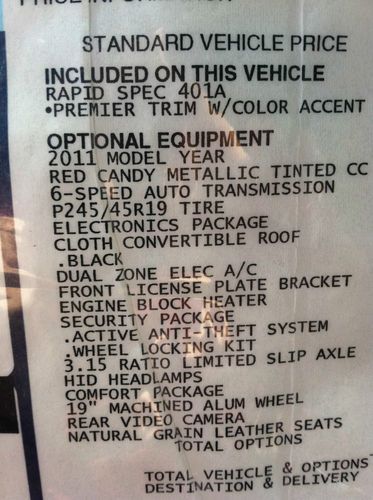 STANDARD VEHICLE PRICE
INCLUDED ON THIS VEHICLE
RAPID SPEC 401A
•PREMIER TRIM W/COLOR ACCENT
OPTIONAL EQUIPMENT
2011 MODEL YEAR
RED CANDY METALLIC TINTED CC
6-SPEED AUTO TRANSMISSION
P245/45R19 TIRE
ELECTRONICS PACKAGE
CLOTH CONVERTIBLE ROOF
.BLACK
DUAL ZONE ELEC A/C
FRONT LICENSE PLATE BRACKET
ENGINE BLOCK HEATER
SECURITY PACKAGE
.ACTIVE ANTI-THEFT SYSTEM
.WHEEL LOCKING KIT
3.15 RATIO LIMITED SLIP AXLE
HID HEADLAMPS
COMFORT PACKAGE
19" MACHINED ALUM WHEEL
REAR VIDEO CAMERA
NATURAL GRAIN LEATHER SEATS
TOTAL OPTIONS
TOTAL VEHICLE & OPTIONS
DESTINATION & DELIVERY